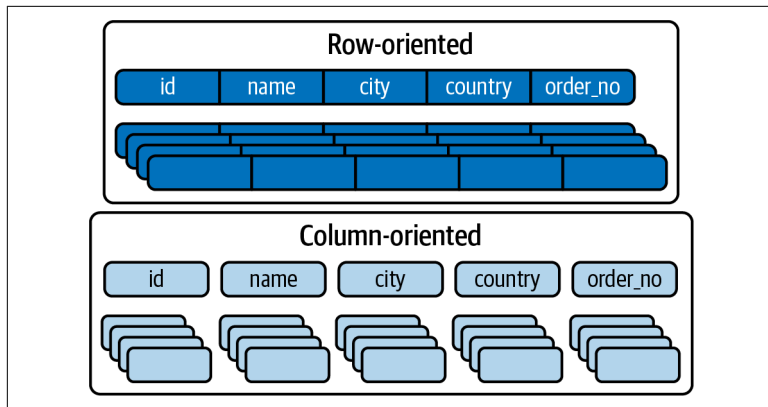 Row-oriented
id name city country order_no
Column-oriented
id name city country order_no